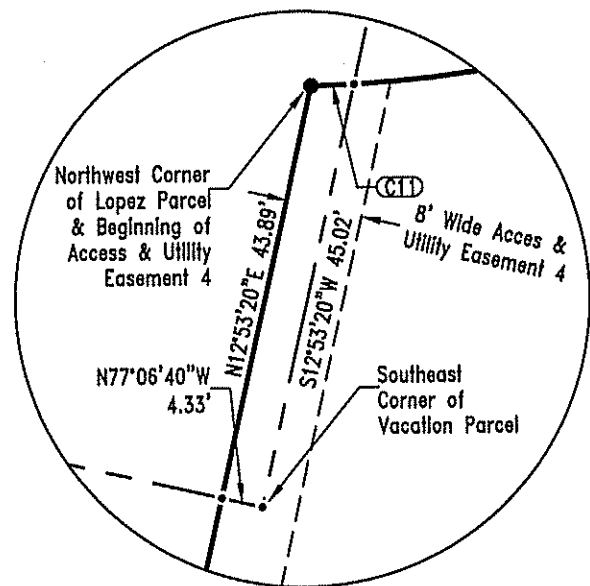 Northwest Corner
of Lopez Parcel
& Beginning of
Access & Utility
Easement 4
N12°53'20"E 43.89'
C11
S12°53'20"W 45.02'
8' Wide Acces &
Utility Easement 4
N77°06'40"W
4.33'
Southeast
Corner of
Vacation Parcel